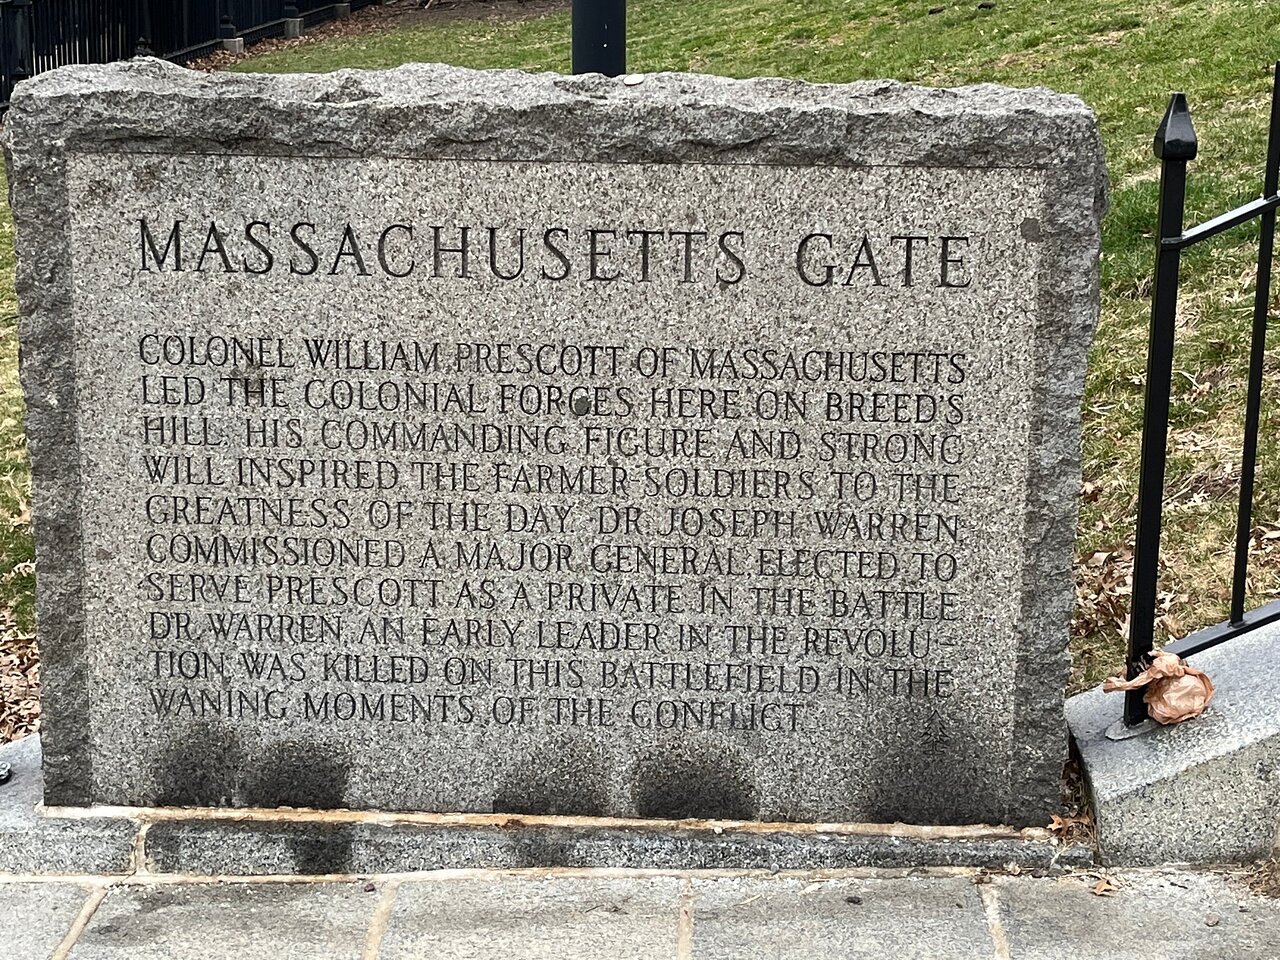 MASSACHUSETTS GATE
COLONEL WILLIAM PRESCOTT OF MASSACHUSETTS
LED THE COLONIAL FORCES HERE ON BREED'S
HILL. HIS COMMANDING FIGURE AND STRONG
WILL INSPIRED THE FARMER-SOLDIERS TO THE
GREATNESS OF THE DAY. DR. JOSEPH WARREN
COMMISSIONED A MAJOR GENERAL, ELECTED TO
SERVE PRESCOTT AS A PRIVATE IN THE BATTLE
DR. WARREN, AN EARLY LEADER IN THE REVOLU-
TION WAS KILLED ON THIS BATTLEFIELD IN THE
WANING MOMENTS OF THE CONFLICT.